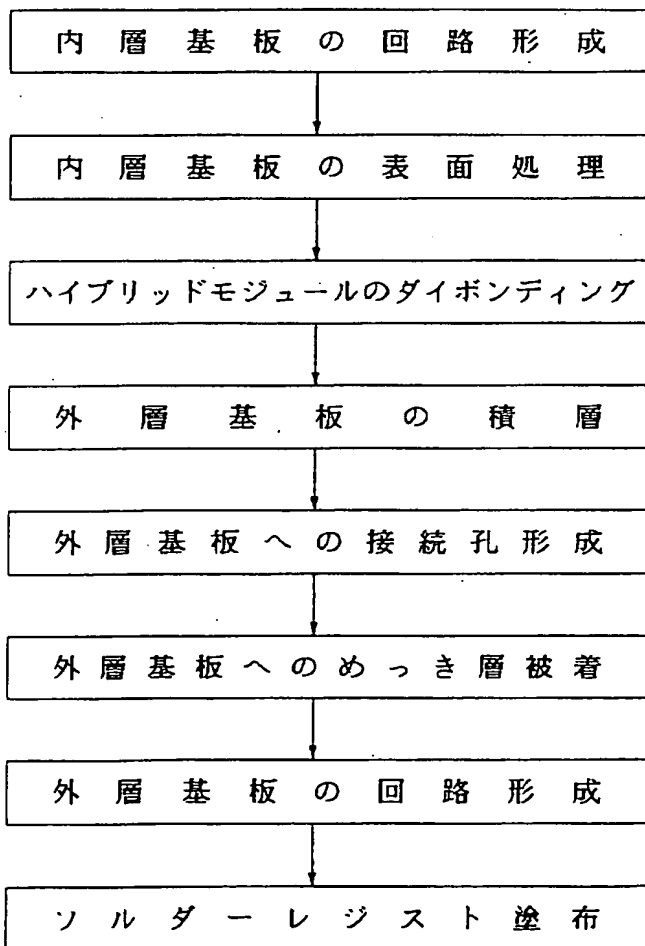 内層基板の回路形成
内層基板の表面処理
ハイブリッドモジュールのダイボンディング
外層基板の積層
外層基板への接続孔形成
外層基板へのめっき層被着
外層基板の回路形成
ソルダーレジスト塗布